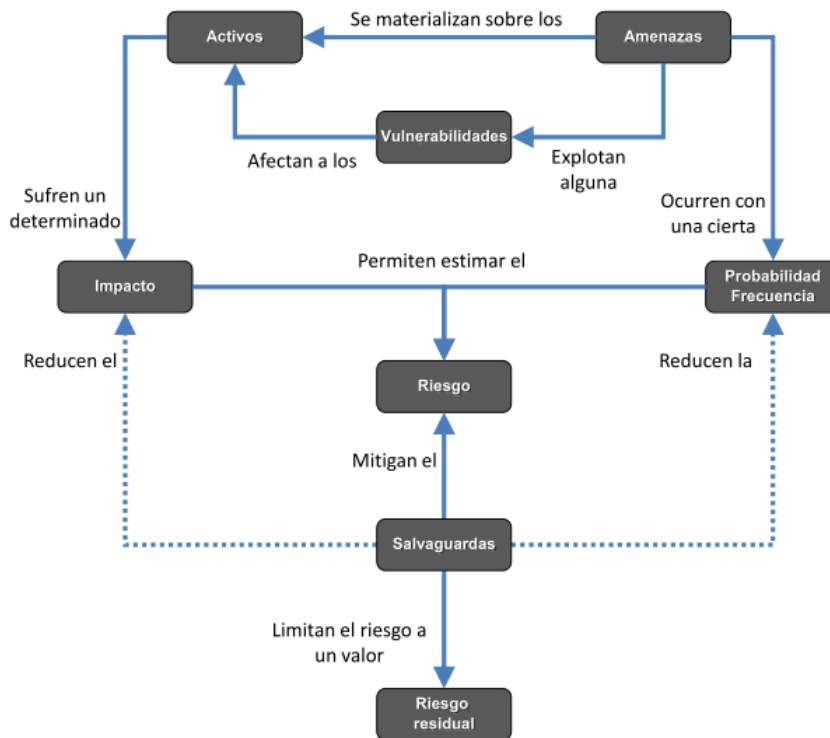 Se materializan sobre los
Activos
Amenazas
Vulnerabilidades
Afectan a los
Explotan
alguna
Sufren un
determinado
Ocurren con
una cierta
Permiten estimar el
Impacto
Probabilidad
Frecuencia
Reducen el
Reducen la
Riesgo
Mitigan el
Salvaguardas
Limitan el riesgo a
un valor
Riesgo
residual